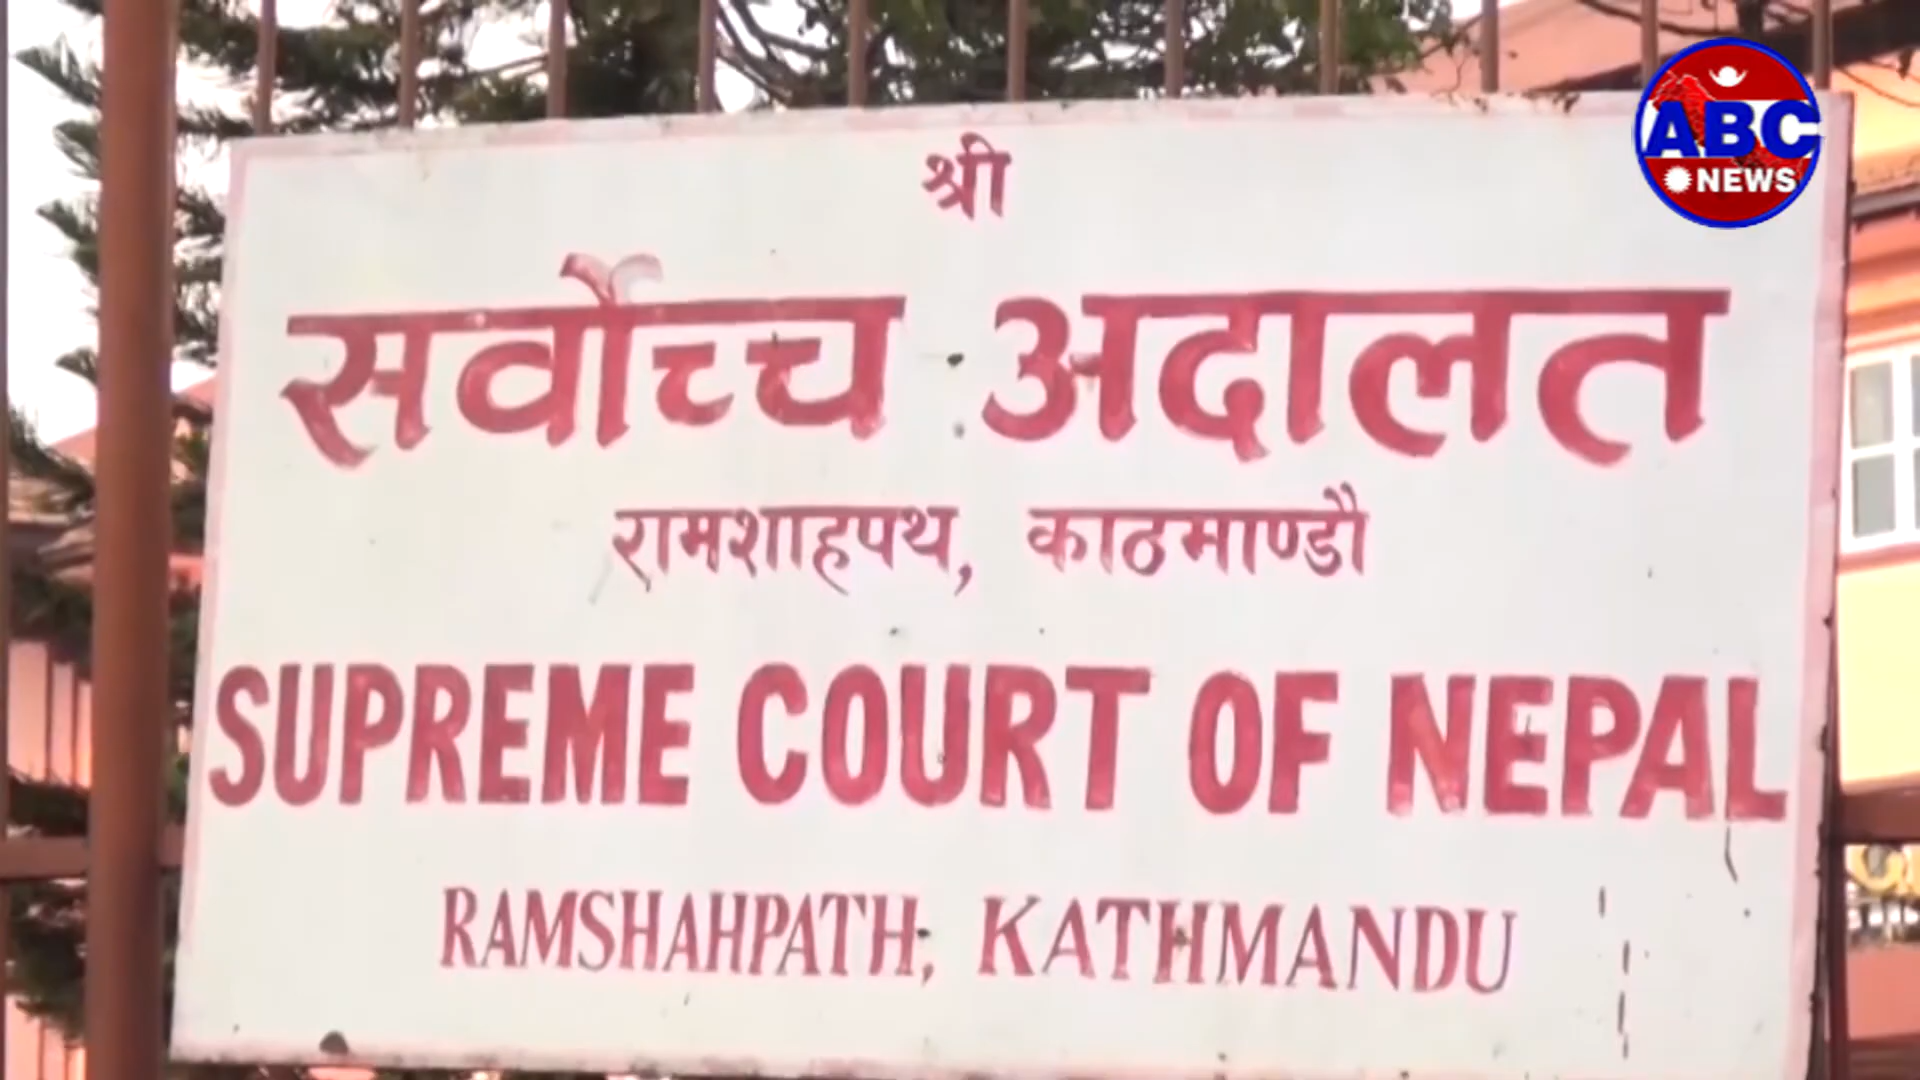 श्री
सर्वोच्च अदालत
रामशाहपथ, काठमाण्डौ
SUPREME COURT OF NEPAL
RAMSHAHPATH, KATHMANDU
ABC
NEWS